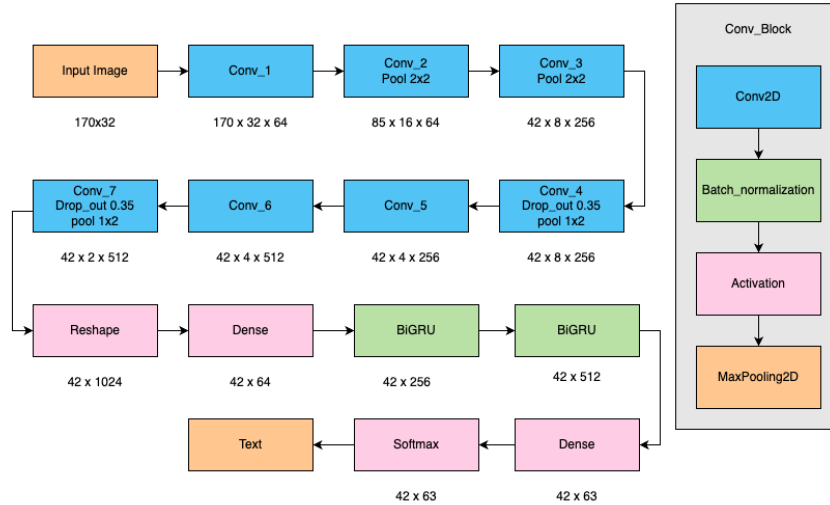 Input Image
170x32
Conv_1
170 x 32 x 64
Conv_2
Pool 2x2
85 x 16 x 64
Conv_3
Pool 2x2
42 x 8 x 256
Conv_4
Drop_out 0.35
pool 1x2
42 x 8 x 256
Conv_5
42 x 4 x 256
Conv_6
42 x 4 x 512
Conv_7
Drop_out 0.35
pool 1x2
42 x 2 x 512
Reshape
42 x 1024
Dense
42 x 64
BiGRU
42 x 256
BiGRU
42 x 512
Dense
42 x 63
Softmax
42 x 63
Text
Conv_Block
Conv2D
Batch_normalization
Activation
MaxPooling2D